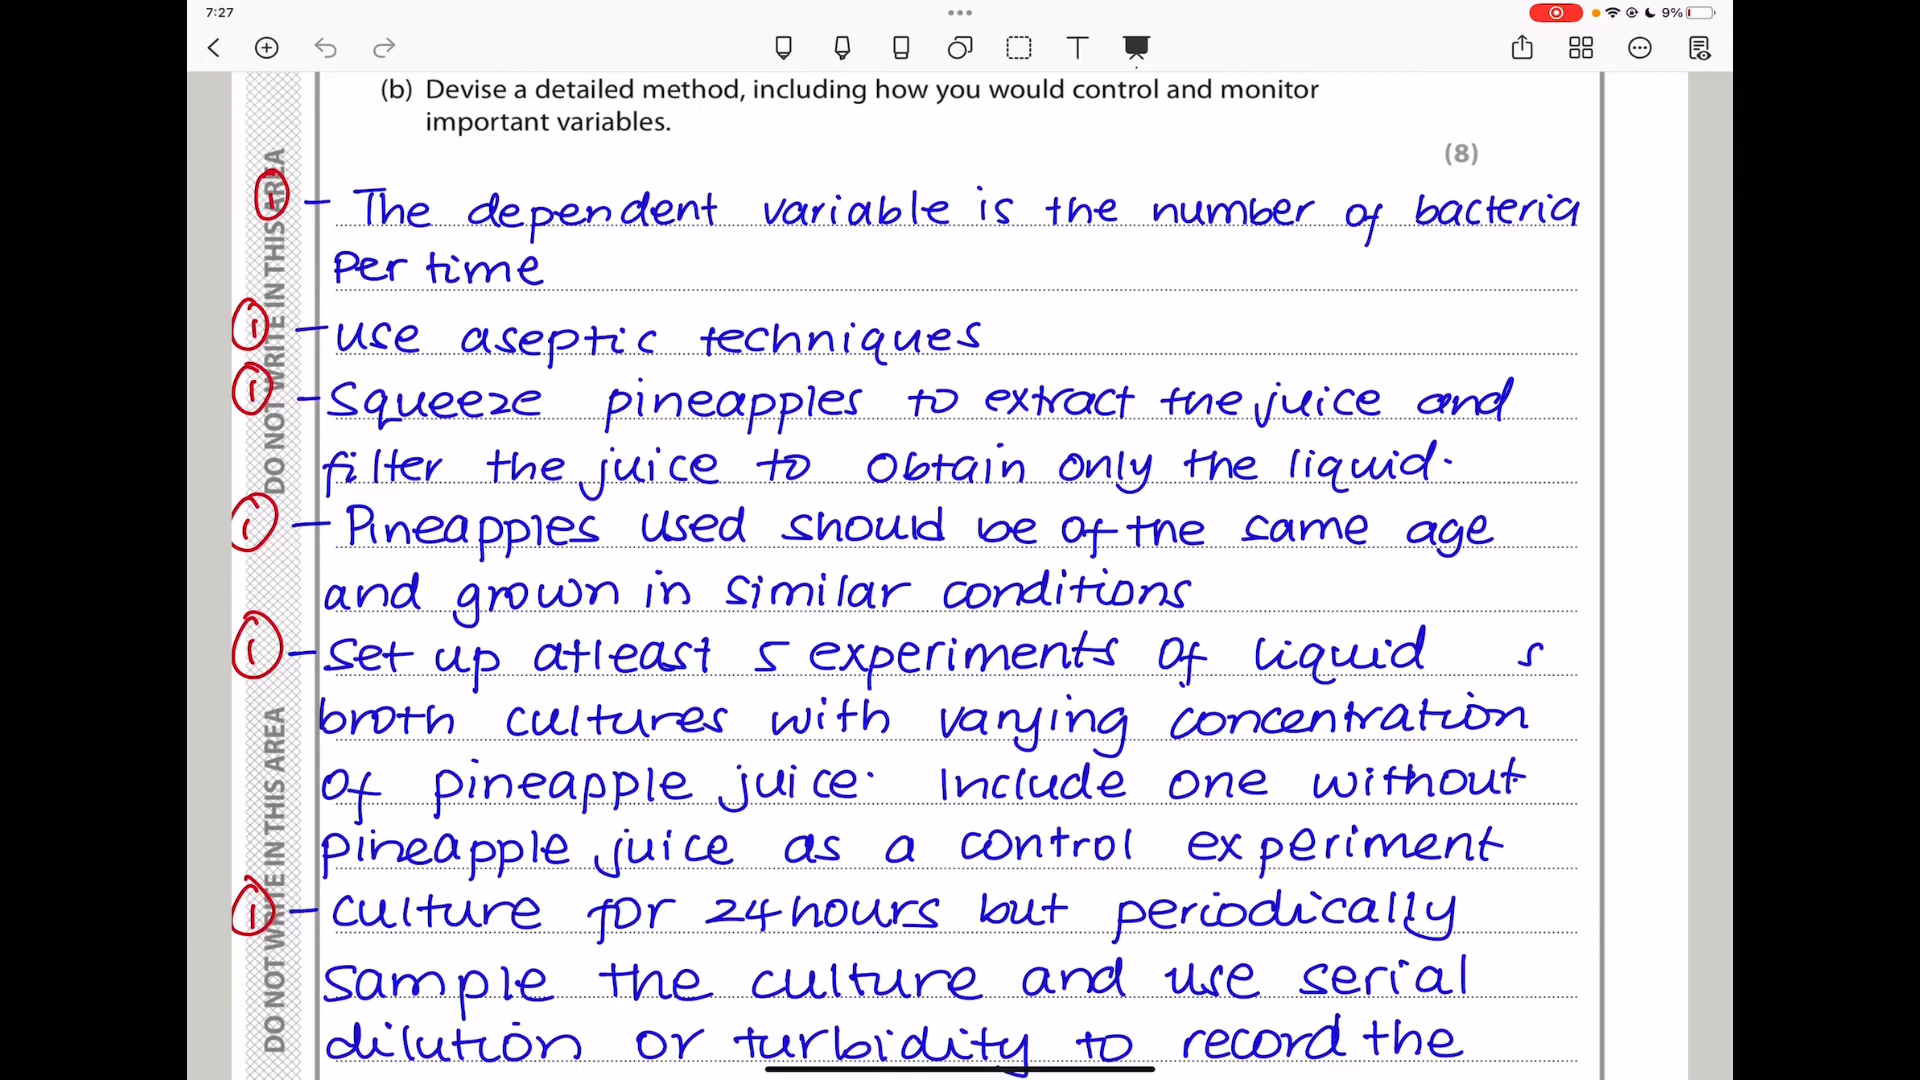 7:27
9%
(b) Devise a detailed method, including how you would control and monitor
important variables.
(8)
- The dependent variable is the number of bacteria
Per time
- use aseptic techniques
- Squeeze pineapples to extract the juice and
filter the juice to obtain only the liquid.
- Pineapples used should be of the same age
and grown in similar conditions
- set up atleast 5 experiments of liquid s
broth cultures with varying concentration
of pineapple juice. Include one without
pineapple juice as a control experiment
- culture for 24 hours but periodically
sample the culture and use serial
dilution or turbidity to record the
DO NOT WRITE IN THIS AREA
DO NOT WRITE IN THIS AREA
1
1
1
1
1
1